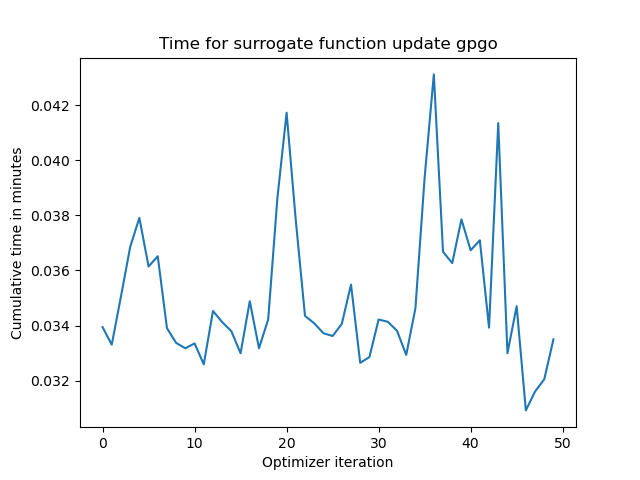 Time for surrogate function update gpgo
0.042
0.040
0.038
0.036
0.034
0.032
Cumulative time in minutes
0 10 20 30 40 50
Optimizer iteration